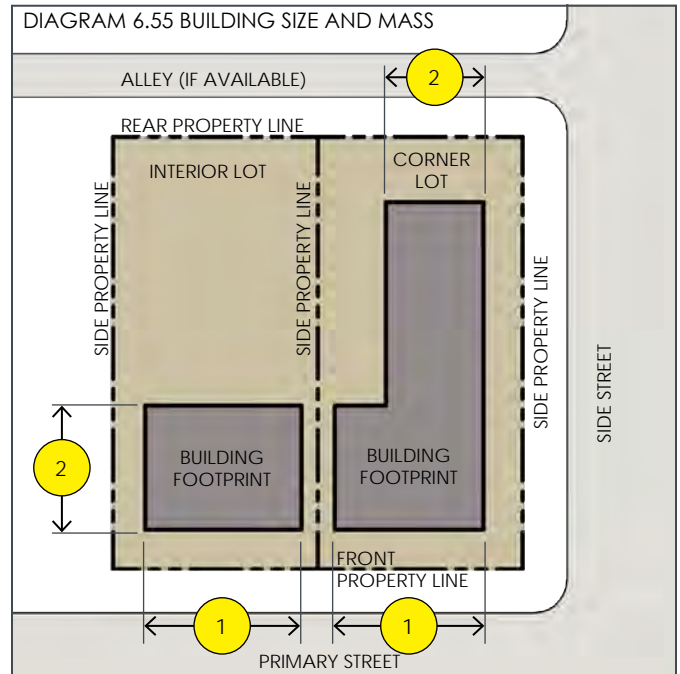 DIAGRAM 6.55 BUILDING SIZE AND MASS
ALLEY (IF AVAILABLE)
2
REAR PROPERTY LINE
INTERIOR LOT
CORNER
LOT
SIDE PROPERTY LINE
SIDE PROPERTY LINE
SIDE PROPERTY LINE
SIDE STREET
2
BUILDING
FOOTPRINT
BUILDING
FOOTPRINT
FRONT
PROPERTY LINE
1
1
PRIMARY STREET